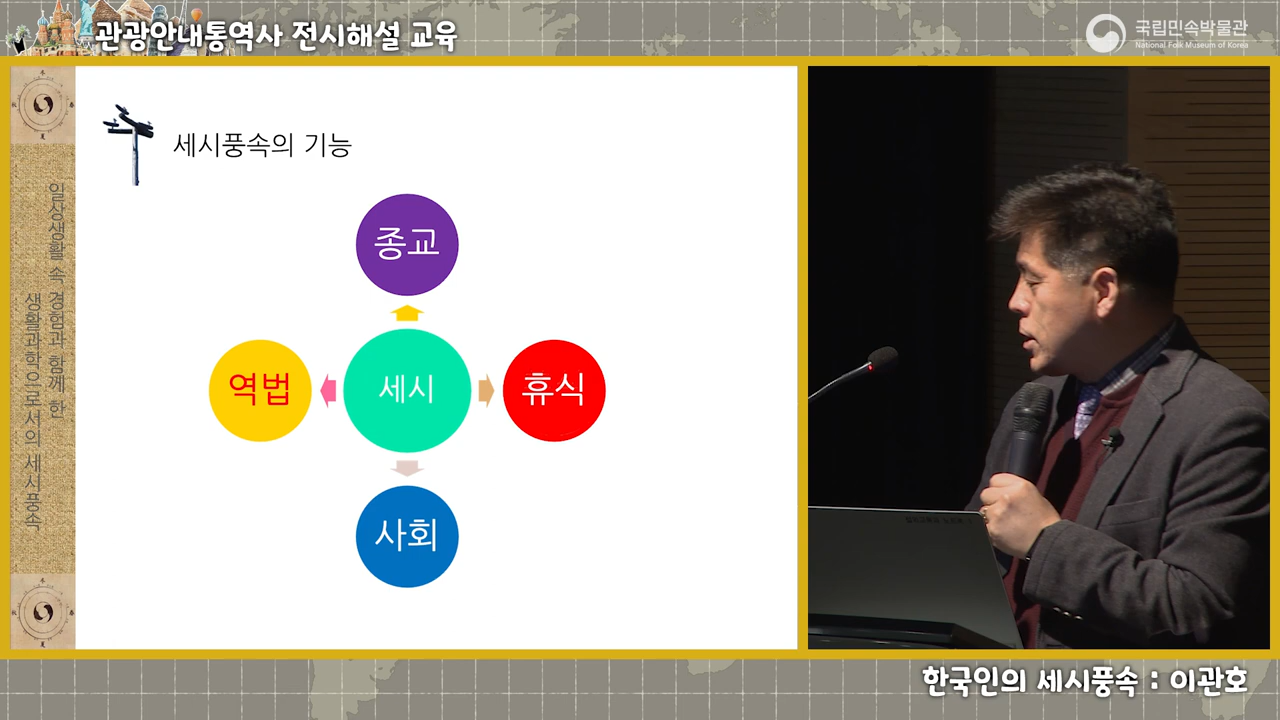 관광안내통역사 전시해설 교육
국립민속박물관
National Folk Museum of Korea
일상생활 속 경험과 함께 한
생활과학으로서의 세시풍속
세시풍속의 기능
종교
역법
세시
휴식
사회
한국인의 세시풍속 : 이관호